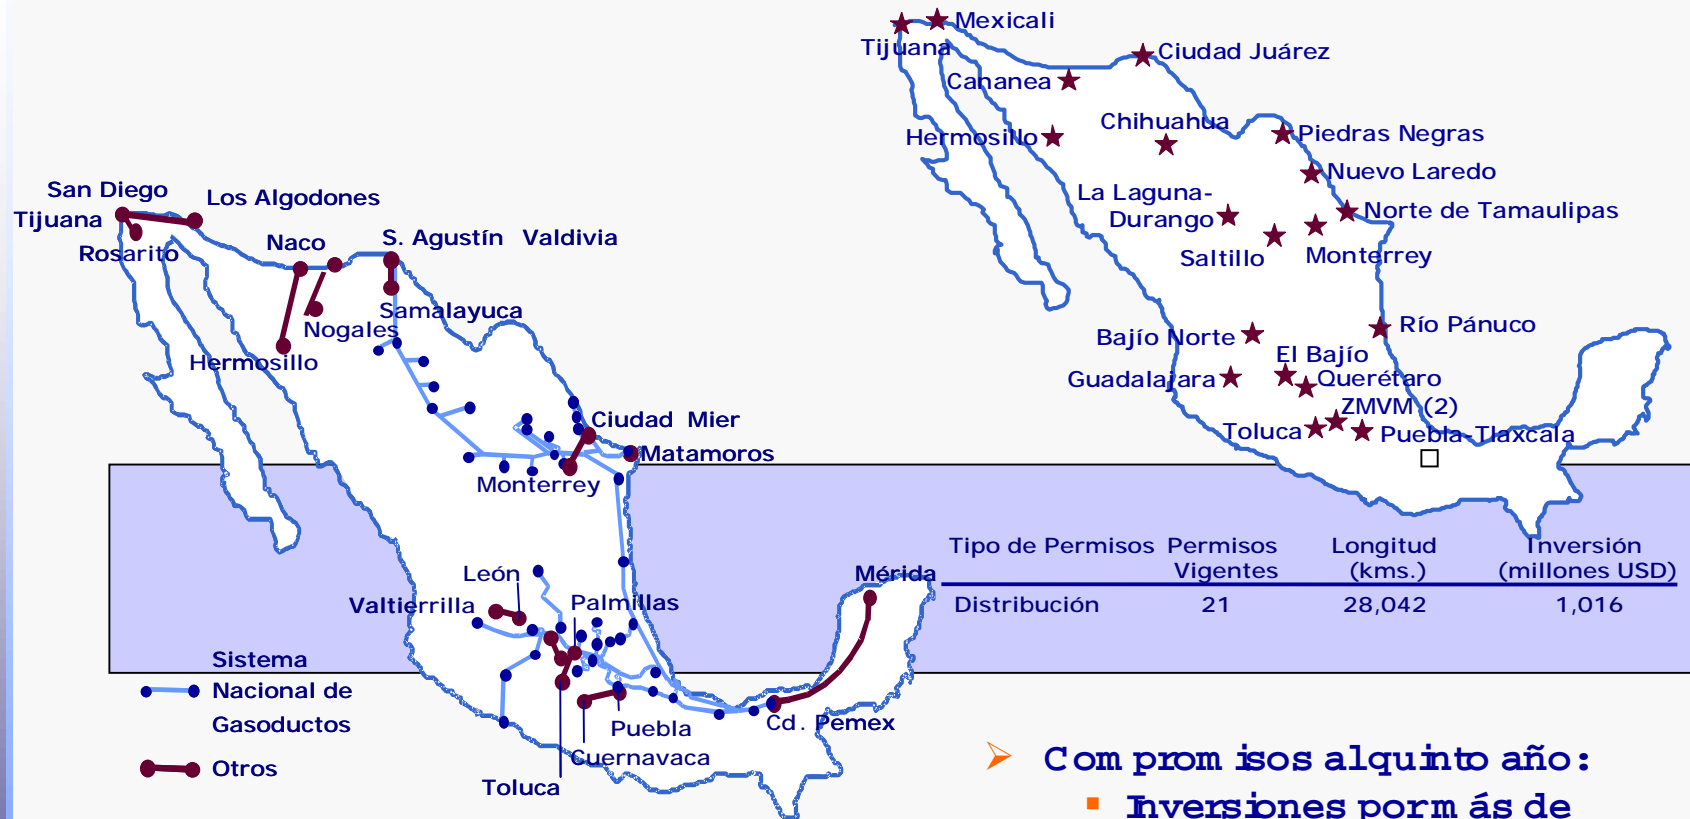 Mexicali
Tijuana
Ciudad Juárez
Cananea
Chihuahua
Hermosillo
Piedras Negras
Nuevo Laredo
La Laguna-
Durango
Norte de Tamaulipas
Saltillo
Monterrey
Río Pánuco
Bajío Norte
El Bajío
Guadalajara
Querétaro
ZMVM (2)
Toluca
Puebla-Tlaxcala
San Diego
Los Algodones
Tijuana
Rosarito
Naco
S. Agustín Valdivia
Samalayuca
Nogales
Hermosillo
Ciudad Mier
Matamoros
Monterrey
León
Valtierrilla
Palmillas
Mérida
Puebla
Cd. Pemex
Cuernavaca
Toluca
Sistema
Nacional de
Gasoductos
Otros
Tipo de Permisos Permisos Longitud Inversión
Vigentes (kms.) (millones USD)
Distribución 21 28,042 1,016
Compromisos al quinto año:
Inversiones por más de